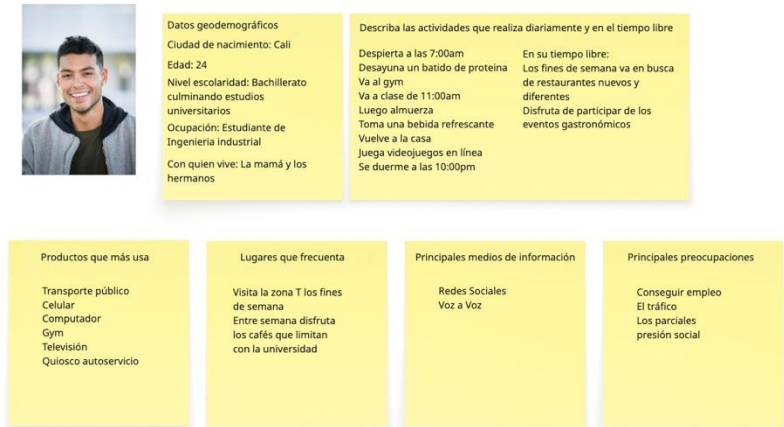 Datos geodemográficos
Ciudad de nacimiento: Cali
Edad: 24
Nivel escolaridad: Bachillerato
culminando estudios
universitarios
Ocupación: Estudiante de
Ingenieria industrial
Con quien vive: La mamá y los
hermanos
Describa las actividades que realiza diariamente y en el tiempo libre
Despierta a las 7:00am
Desayuna un batido de proteina
Va al gym
Va a clase de 11:00am
Luego almuerza
Toma una bebida refrescante
Vuelve a la casa
Juega videojuegos en línea
Se duerme a las 10:00pm
En su tiempo libre:
Los fines de semana va en busca
de restaurantes nuevos y
diferentes
Disfruta de participar de los
eventos gastronómicos
Productos que más usa
Transporte público
Celular
Computador
Gym
Televisión
Quiosco autoservicio
Lugares que frecuenta
Visita la zona T los fines
de semana
Entre semana disfruta
los cafés que limitan
con la universidad
Principales medios de información
Redes Sociales
Voz a Voz
Principales preocupaciones
Conseguir empleo
El tráfico
Los parciales
presión social